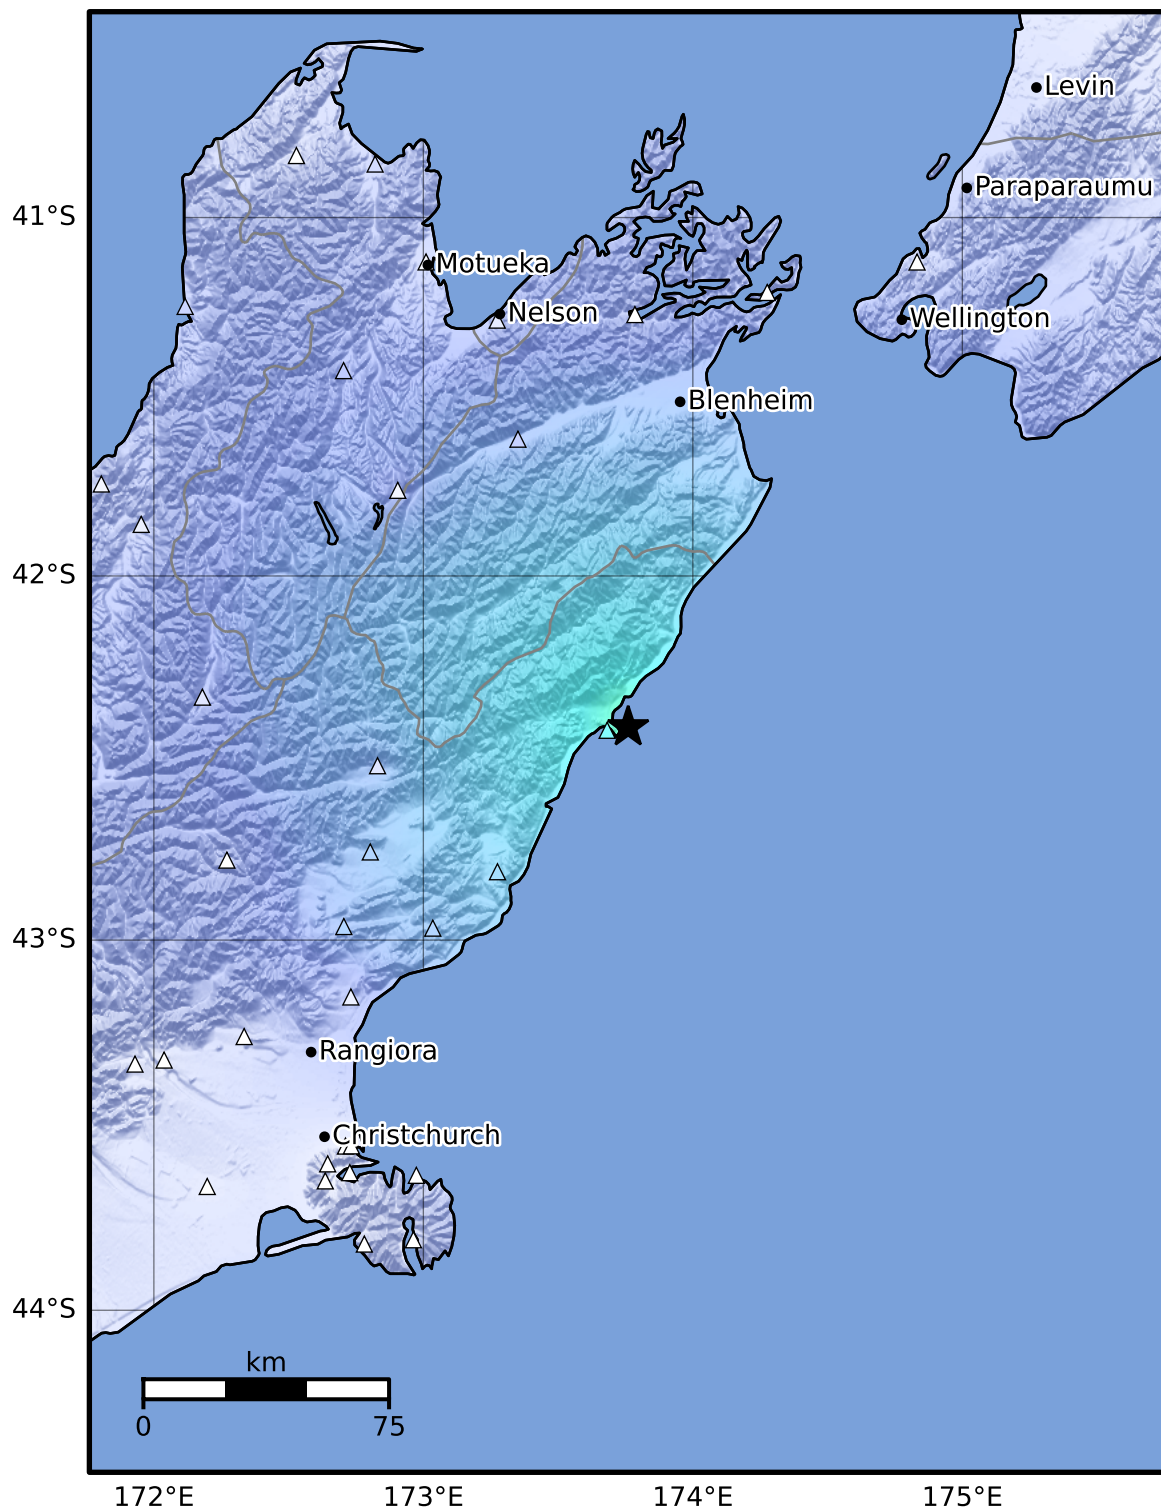 Levin
41°S
Paraparaumu
Motueka
Nelson
Wellington
Blenheim
42°S
43°S
Rangiora
Christchurch
44°S
km
0 75
172°E 173°E 174°E 175°E